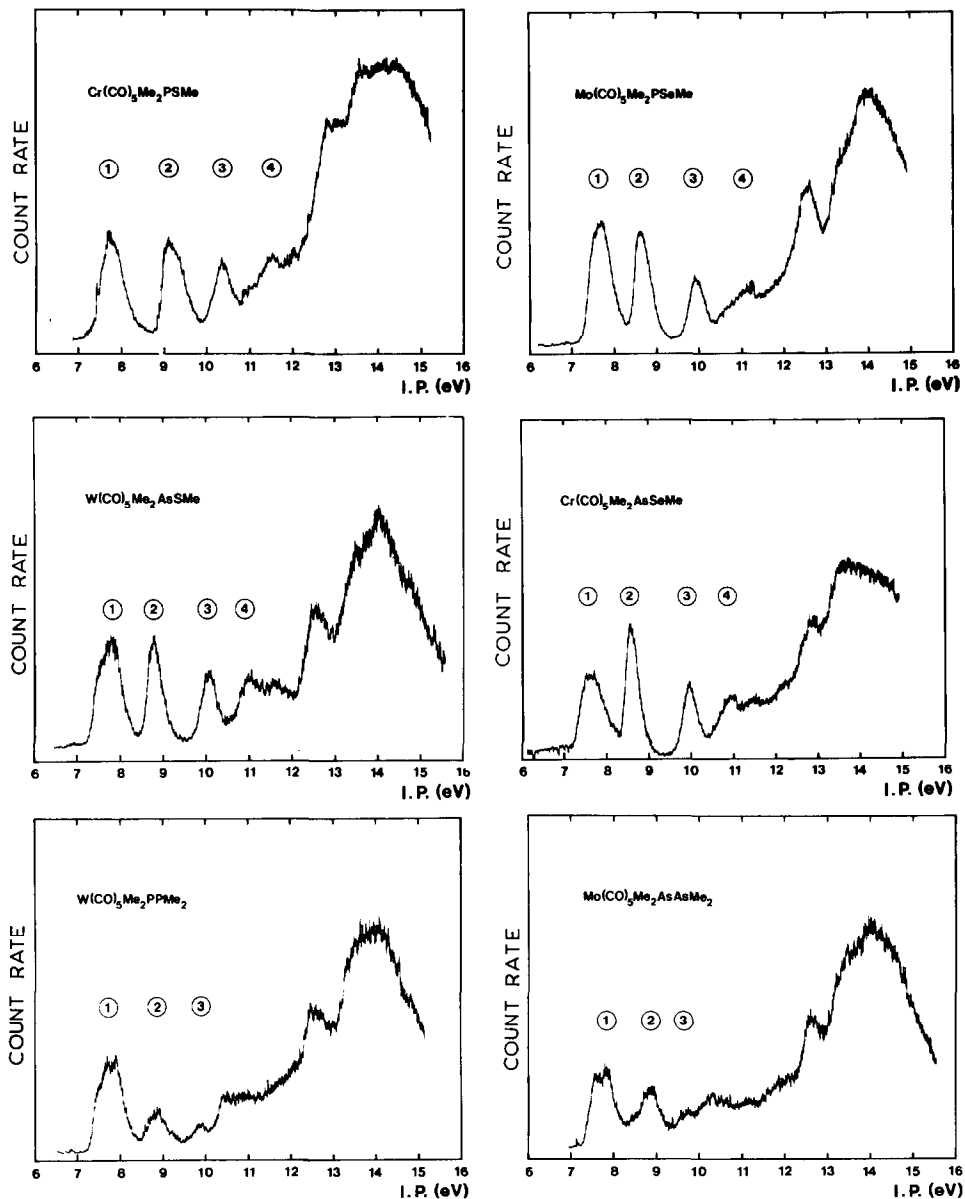 COUNT RATE
Cr(CO)₅Me₂PSMe
① ② ③ ④
6 7 8 9 10 11 12 13 14 15 16
I.P. (eV)
COUNT RATE
Mo(CO)₅Me₂PSeMe
① ② ③ ④
6 7 8 9 10 11 12 13 14 15 16
I.P. (eV)
COUNT RATE
W(CO)₅Me₂AsSMe
① ② ③ ④
6 7 8 9 10 11 12 13 14 15 16
I.P. (eV)
COUNT RATE
Cr(CO)₅Me₂AsSeMe
① ② ③ ④
6 7 8 9 10 11 12 13 14 15 16
I.P. (eV)
COUNT RATE
W(CO)₅Me₂PPMe₂
① ② ③
6 7 8 9 10 11 12 13 14 15 16
I.P. (eV)
COUNT RATE
Mo(CO)₅Me₂AsAsMe₂
① ② ③
6 7 8 9 10 11 12 13 14 15 16
I.P. (eV)